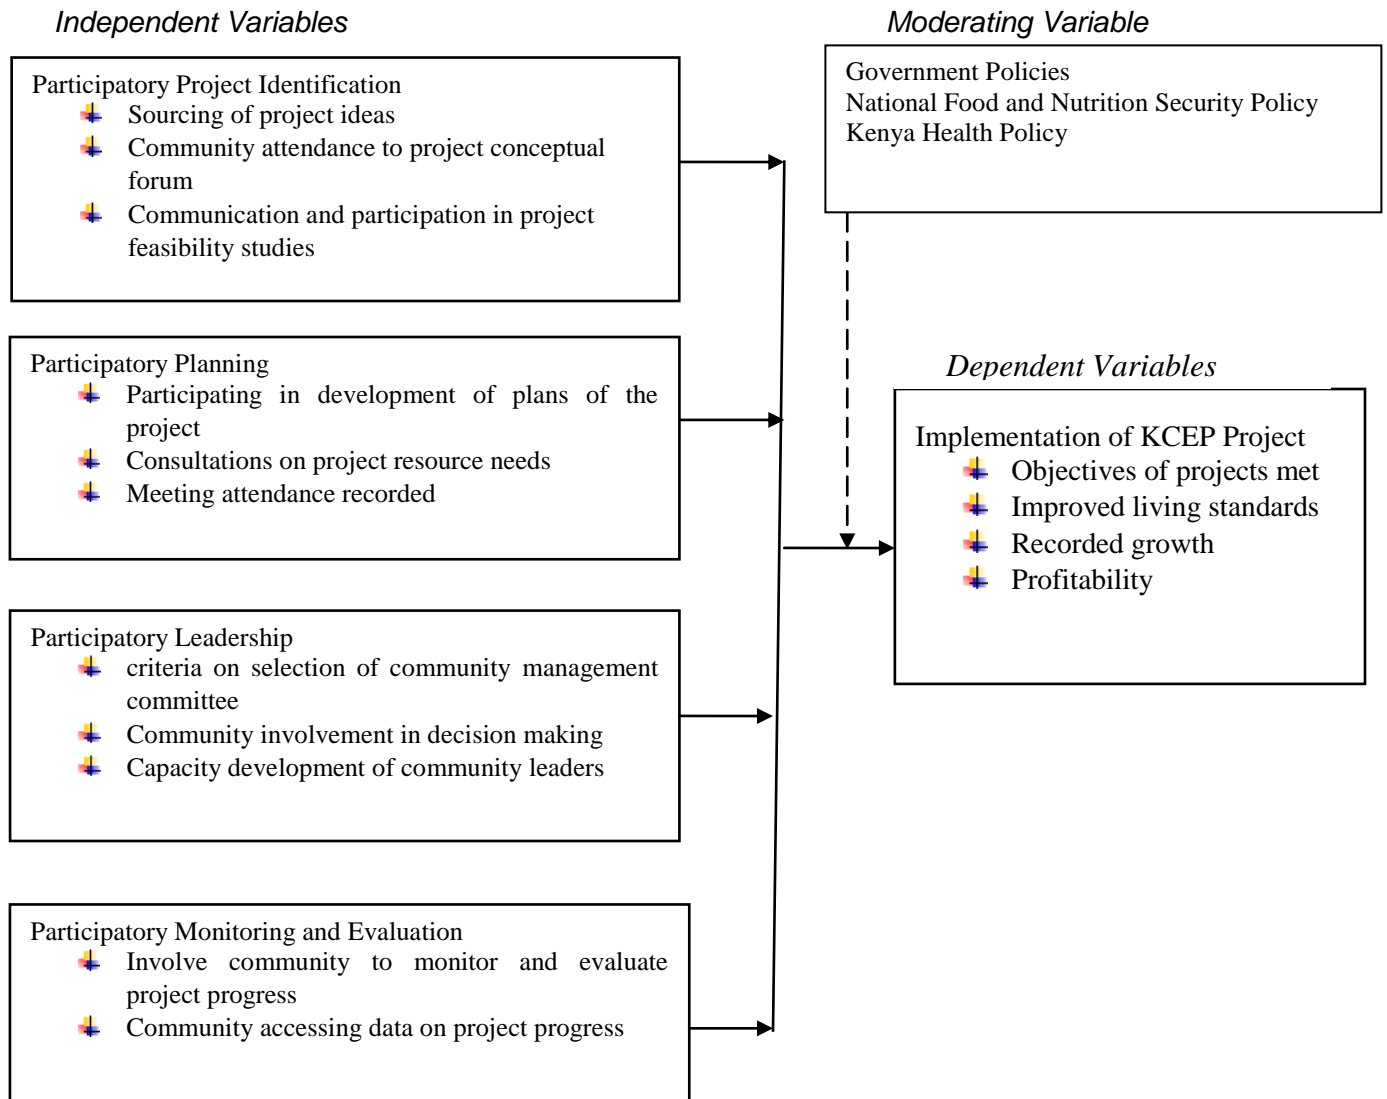 Independent Variables
Participatory Project Identification
Sourcing of project ideas
Community attendance to project conceptual
forum
Communication and participation in project
feasibility studies
Participatory Planning
Participating in development of plans of the
project
Consultations on project resource needs
Meeting attendance recorded
Participatory Leadership
criteria on selection of community management
committee
Community involvement in decision making
Capacity development of community leaders
Participatory Monitoring and Evaluation
Involve community to monitor and evaluate
project progress
Community accessing data on project progress
Moderating Variable
Government Policies
National Food and Nutrition Security Policy
Kenya Health Policy
Dependent Variables
Implementation of KCEP Project
Objectives of projects met
Improved living standards
Recorded growth
Profitability